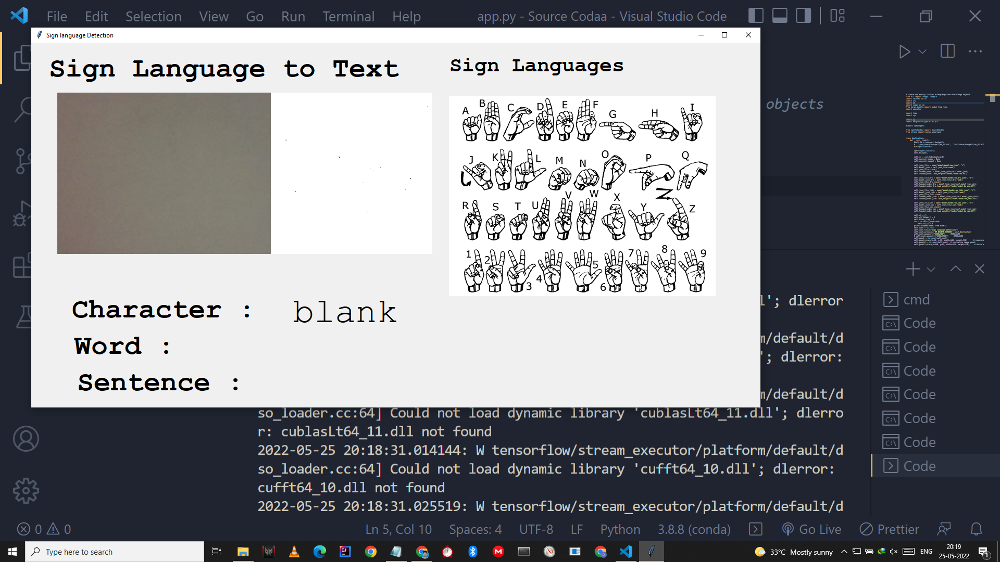 File Edit Selection View Go Run Terminal Help app.py - Source Codaa - Visual Studio Code
Sign language Detection
Sign Language to Text
Sign Languages
objects
A B C D E F G H I
J K L M N O P Q
R S T U V W X Y Z
1 2 3 4 5 6 7 8 9
Character : blank
Word :
Sentence :
l'; dlerror
m/default/d
'; dlerror:
m/default/d
so_loader.cc:64] Could not load dynamic library 'cublasLt64_11.dll'; dlerro
r: cublasLt64_11.dll not found
2022-05-25 20:18:31.014144: W tensorflow/stream_executor/platform/default/d
so_loader.cc:64] Could not load dynamic library 'cufft64_10.dll'; dlerror:
cufft64_10.dll not found
2022-05-25 20:18:31.025519: W tensorflow/stream_executor/platform/default/d
cmd
Code
Code
Code
Code
Code
Code
Code
0 0 Ln 5, Col 10 Spaces: 4 UTF-8 LF Python 3.8.8 (conda) Go Live Prettier
Type here to search
33°C Mostly sunny ENG
20:19
25-05-2022
1